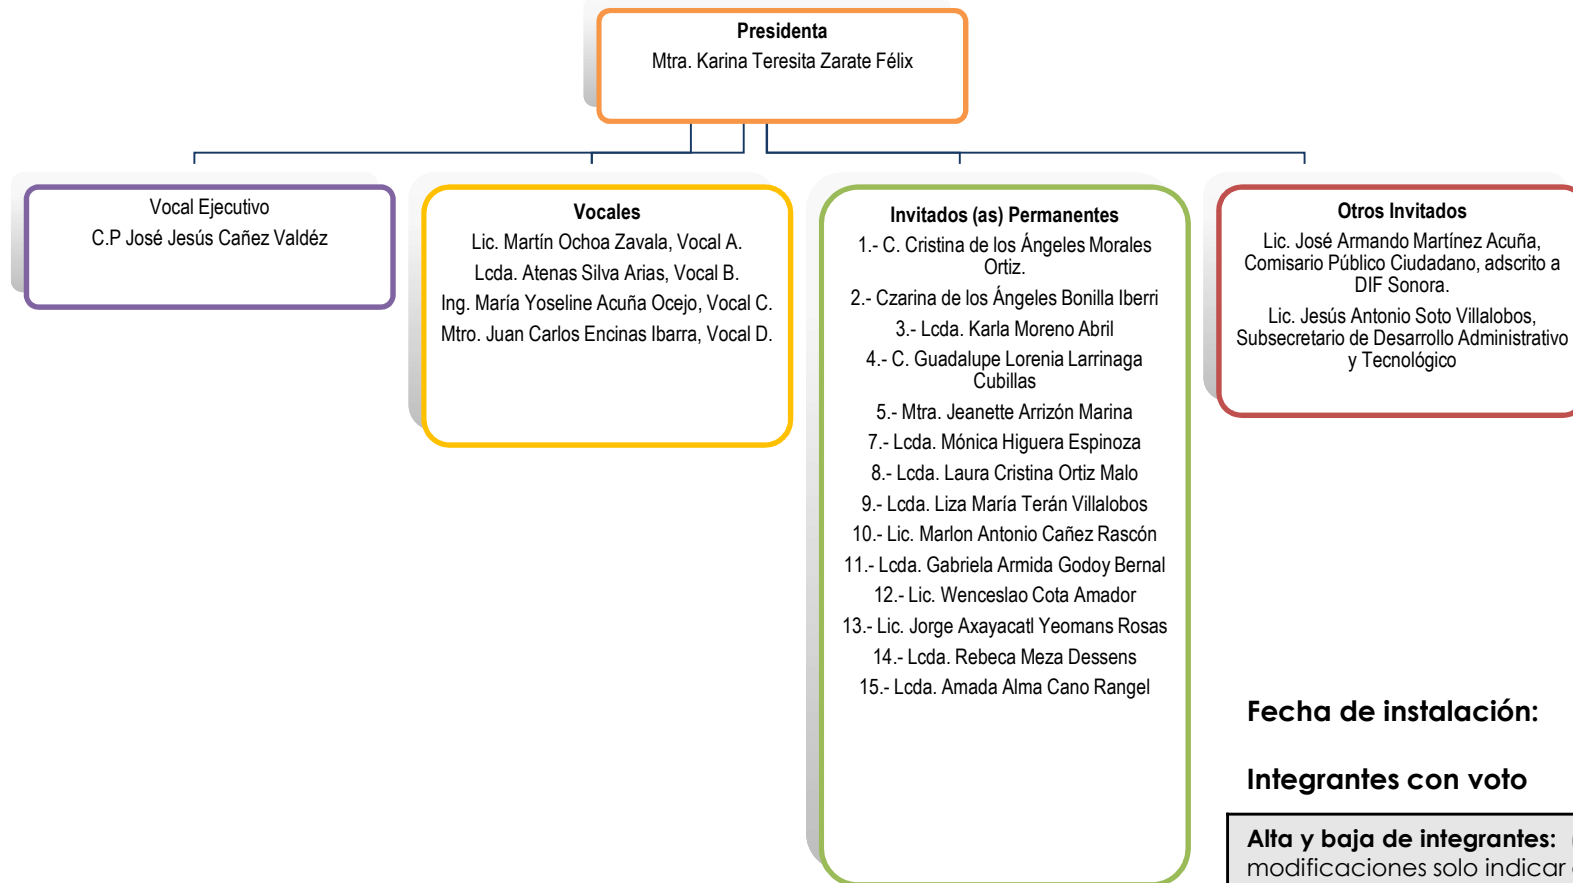 Presidenta
Mtra. Karina Teresita Zarate Félix
Vocal Ejecutivo
C.P José Jesús Cañez Valdéz
Vocales
Lic. Martín Ochoa Zavala, Vocal A.
Lcda. Atenas Silva Arias, Vocal B.
Ing. María Yoseline Acuña Ocejo, Vocal C.
Mtro. Juan Carlos Encinas Ibarra, Vocal D.
Invitados (as) Permanentes
1.- C. Cristina de los Ángeles Morales
Ortiz.
2.- Czarina de los Ángeles Bonilla Iberri
3.- Lcda. Karla Moreno Abril
4.- C. Guadalupe Lorenia Larrinaga
Cubillas
5.- Mtra. Jeanette Arrizón Marina
7.- Lcda. Mónica Higuera Espinoza
8.- Lcda. Laura Cristina Ortiz Malo
9.- Lcda. Liza María Terán Villalobos
10.- Lic. Marlon Antonio Cañez Rascón
11.- Lcda. Gabriela Armida Godoy Bernal
12.- Lic. Wenceslao Cota Amador
13.- Lic. Jorge Axayacatl Yeomans Rosas
14.- Lcda. Rebeca Meza Dessens
15.- Lcda. Amada Alma Cano Rangel
Otros Invitados
Lic. José Armando Martínez Acuña,
Comisario Público Ciudadano, adscrito a
DIF Sonora.
Lic. Jesús Antonio Soto Villalobos,
Subsecretario de Desarrollo Administrativo
y Tecnológico
Fecha de instalación:
Integrantes con voto
Alta y baja de integrantes:
modificaciones solo indicar